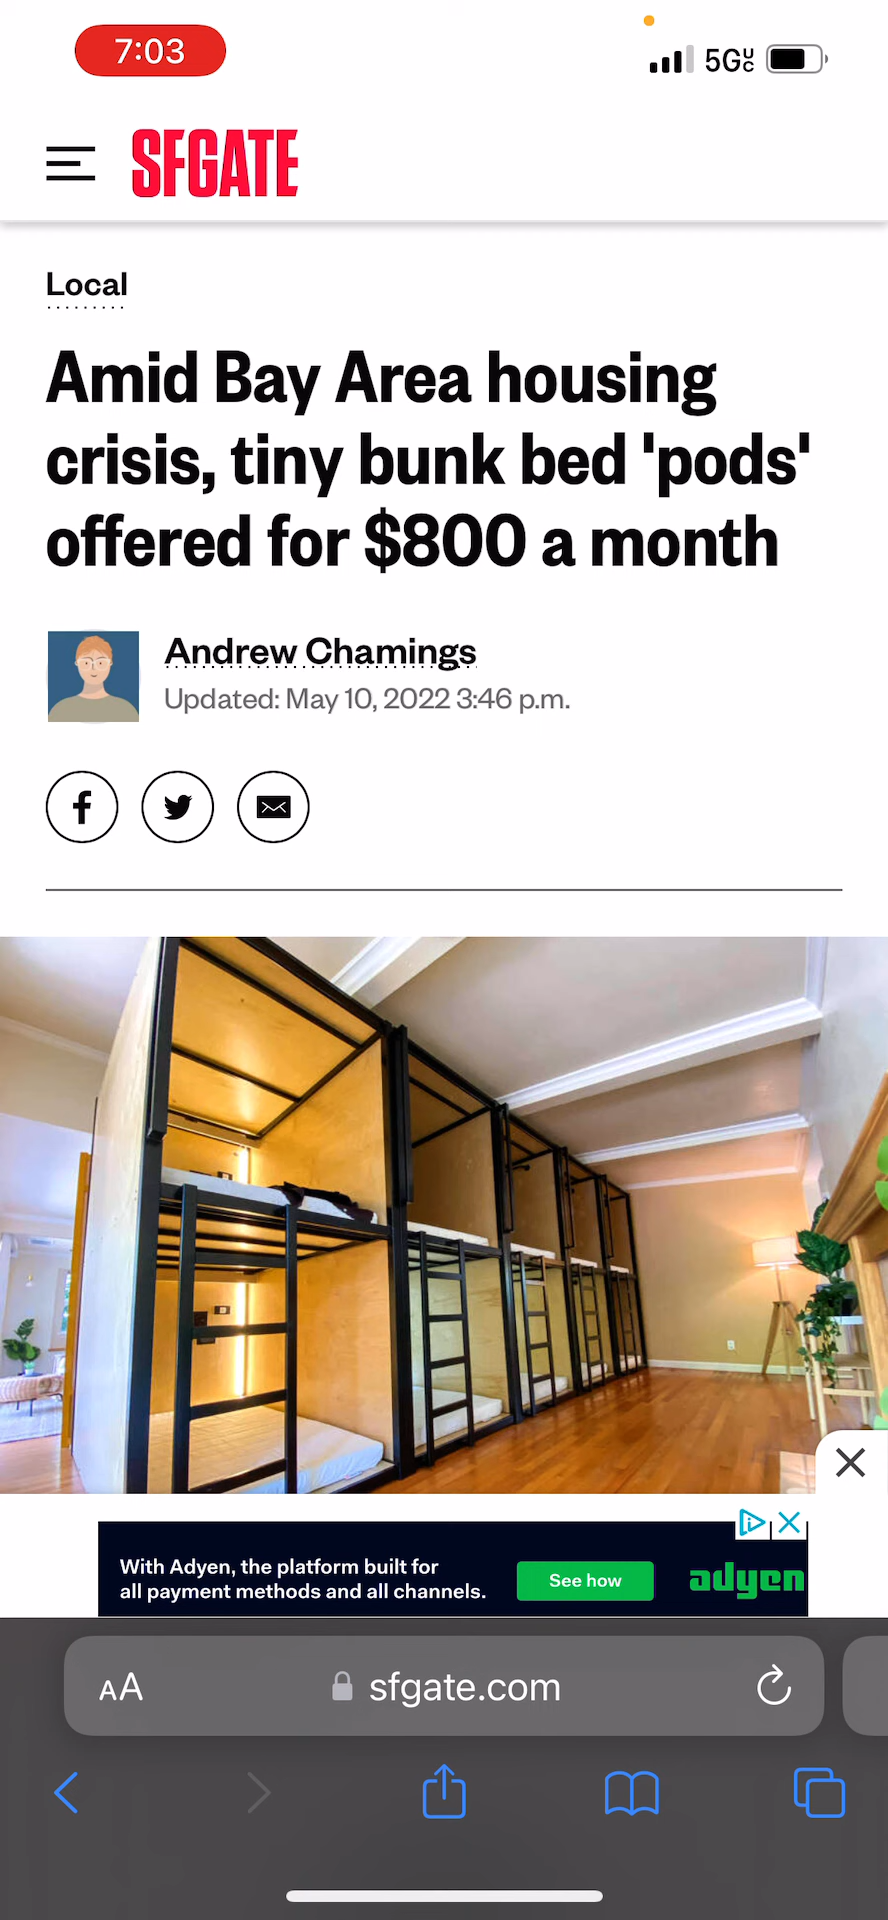 7:03
5GUC
SFGATE
Local
Amid Bay Area housing
crisis, tiny bunk bed 'pods'
offered for $800 a month
Andrew Chamings
Updated: May 10, 2022 3:46 p.m.
With Adyen, the platform built for
all payment methods and all channels.
See how
adyen
AA
sfgate.com